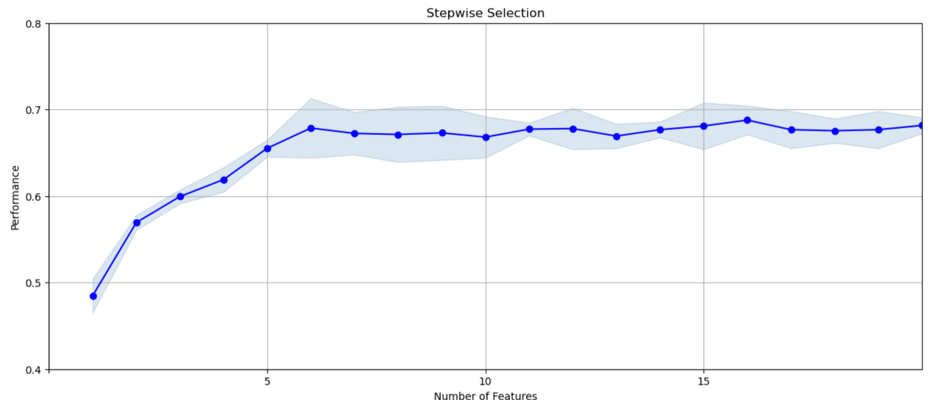 Stepwise Selection
0.8
0.7
0.6
0.5
0.4
Performance
5 10 15
Number of Features